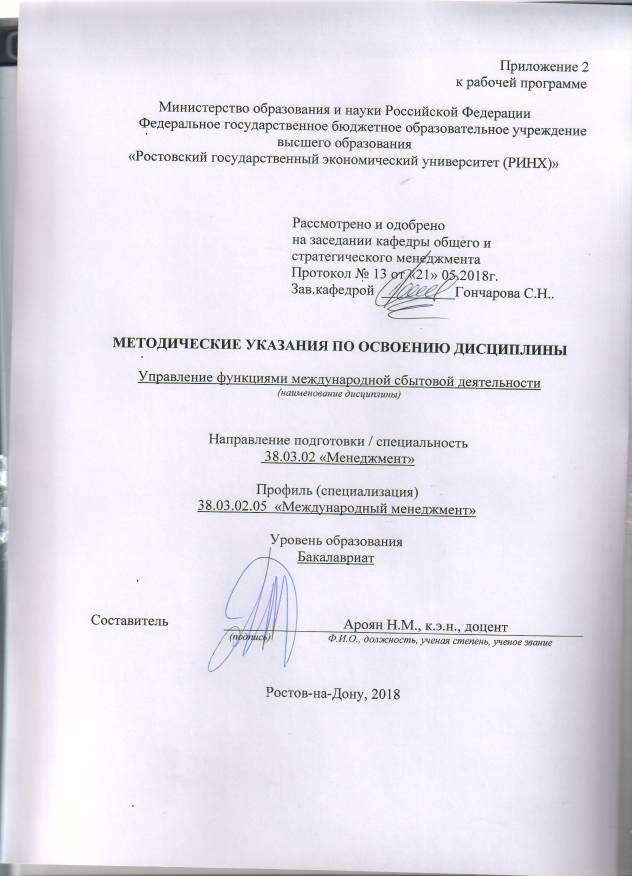 Приложение 2
к рабочей программе
Министерство образования и науки Российской Федерации
Федеральное государственное бюджетное образовательное учреждение
высшего образования
«Ростовский государственный экономический университет (РИНХ)»
Рассмотрено и одобрено
на заседании кафедры общего и
стратегического менеджмента
Протокол № 13 от «21» 05.2018г.
Зав.кафедрой __________Гончарова С.Н..
МЕТОДИЧЕСКИЕ УКАЗАНИЯ ПО ОСВОЕНИЮ ДИСЦИПЛИНЫ
Управление функциями международной сбытовой деятельности
(наименование дисциплины)
Направление подготовки / специальность
38.03.02 «Менеджмент»
Профиль (специализация)
38.03.02.05 «Международный менеджмент»
Уровень образования
Бакалавриат
Составитель Ароян Н.М., к.э.н., доцент
(подпись) Ф.И.О., должность, ученая степень, ученое звание
Ростов-на-Дону, 2018